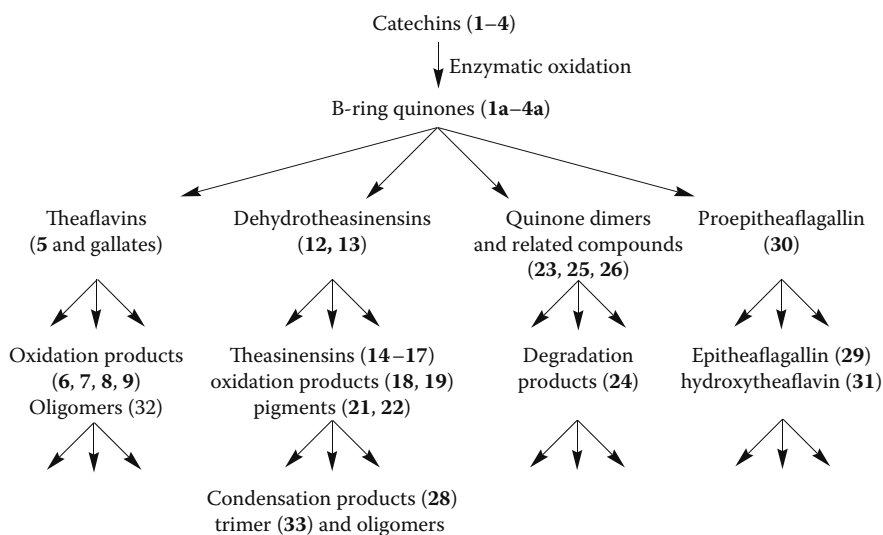 Catechins (1–4)
Enzymatic oxidation
B-ring quinones (1a–4a)
Theaflavins
(5 and gallates)
Dehydrotheasinensins
(12, 13)
Quinone dimers
and related compounds
(23, 25, 26)
Proepitheaflagallin
(30)
Oxidation products
(6, 7, 8, 9)
Oligomers (32)
Theasinensins (14–17)
oxidation products (18, 19)
pigments (21, 22)
Degradation
products (24)
Epitheaflagallin (29)
hydroxytheaflavin (31)
Condensation products (28)
trimer (33) and oligomers